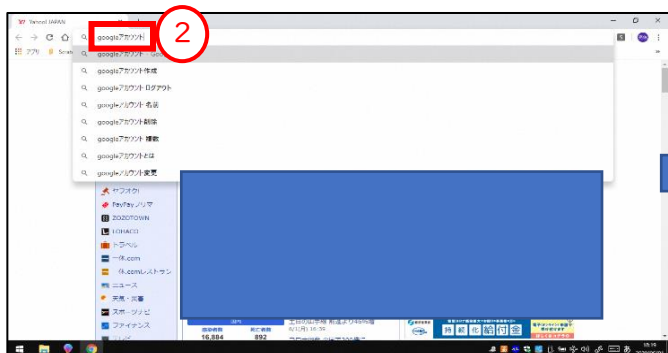 Yahoo! JAPAN
googleアカウント
2
アプリ
googleアカウント - Goog
googleアカウント作成
googleアカウント ログアウト
googleアカウント 名前
googleアカウント削除
googleアカウント 複数
googleアカウントとは
googleアカウント変更
ヤフオク!
PayPayフリマ
ZOZOTOWN
LOHACO
トラベル
一休.com
一休.comレストラン
ニュース
天気・災害
スポーツナビ
ファイナンス
テレビ
16,884
892
持続化給付金